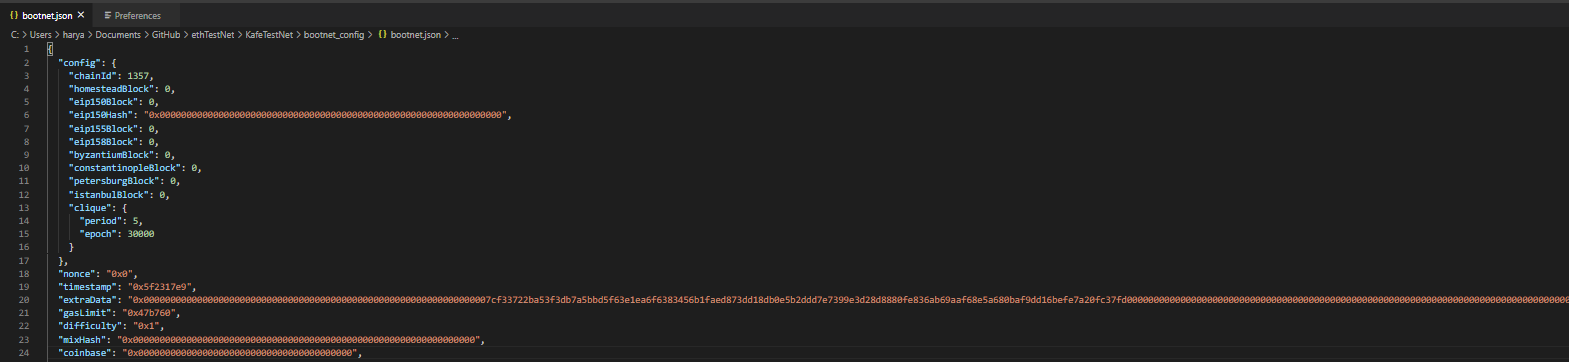 bootnet.json
Preferences
C: > Users > harya > Documents > GitHub > ethTestNet > KafeTestNet > bootnet_config > {} bootnet.json > ...
1 {
2 "config": {
3 "chainId": 1357,
4 "homesteadBlock": 0,
5 "eip150Block": 0,
6 "eip150Hash": "0x0000000000000000000000000000000000000000000000000000000000000000",
7 "eip155Block": 0,
8 "eip158Block": 0,
9 "byzantiumBlock": 0,
10 "constantinopleBlock": 0,
11 "petersburgBlock": 0,
12 "istanbulBlock": 0,
13 "clique": {
14 "period": 5,
15 "epoch": 30000
16 }
17 },
18 "nonce": "0x0",
19 "timestamp": "0x5f2317e9",
20 "extraData": "0x00000000000000000000000000000000000000000000000000000000000000007cf33722ba53f3db7a5bbd5f63e1ea6f6383456b1faed873dd18db0e5b2ddd7e7399e3d28d8880fe836ab69aaf68e5a680baf9dd16befe7a20fc37fd00000000000000000000000000000000000000000000000000000000000000000000000000000000000
21 "gasLimit": "0x47b760",
22 "difficulty": "0x1",
23 "mixHash": "0x0000000000000000000000000000000000000000000000000000000000000000",
24 "coinbase": "0x0000000000000000000000000000000000000000",